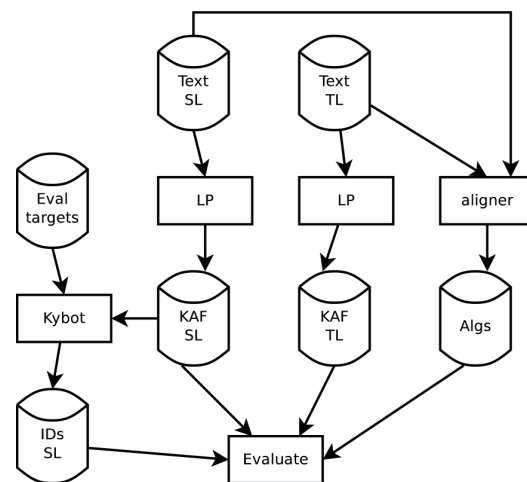 Text
SL
Text
TL
Eval
targets
LP
LP
aligner
Kybot
KAF
SL
KAF
TL
Algs
IDs
SL
Evaluate